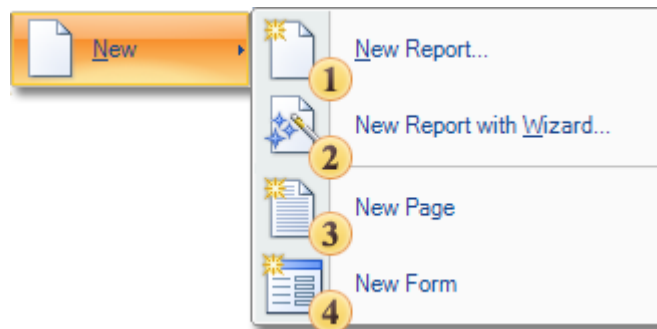 New
New Report...
1
New Report with Wizard...
2
New Page
3
New Form
4